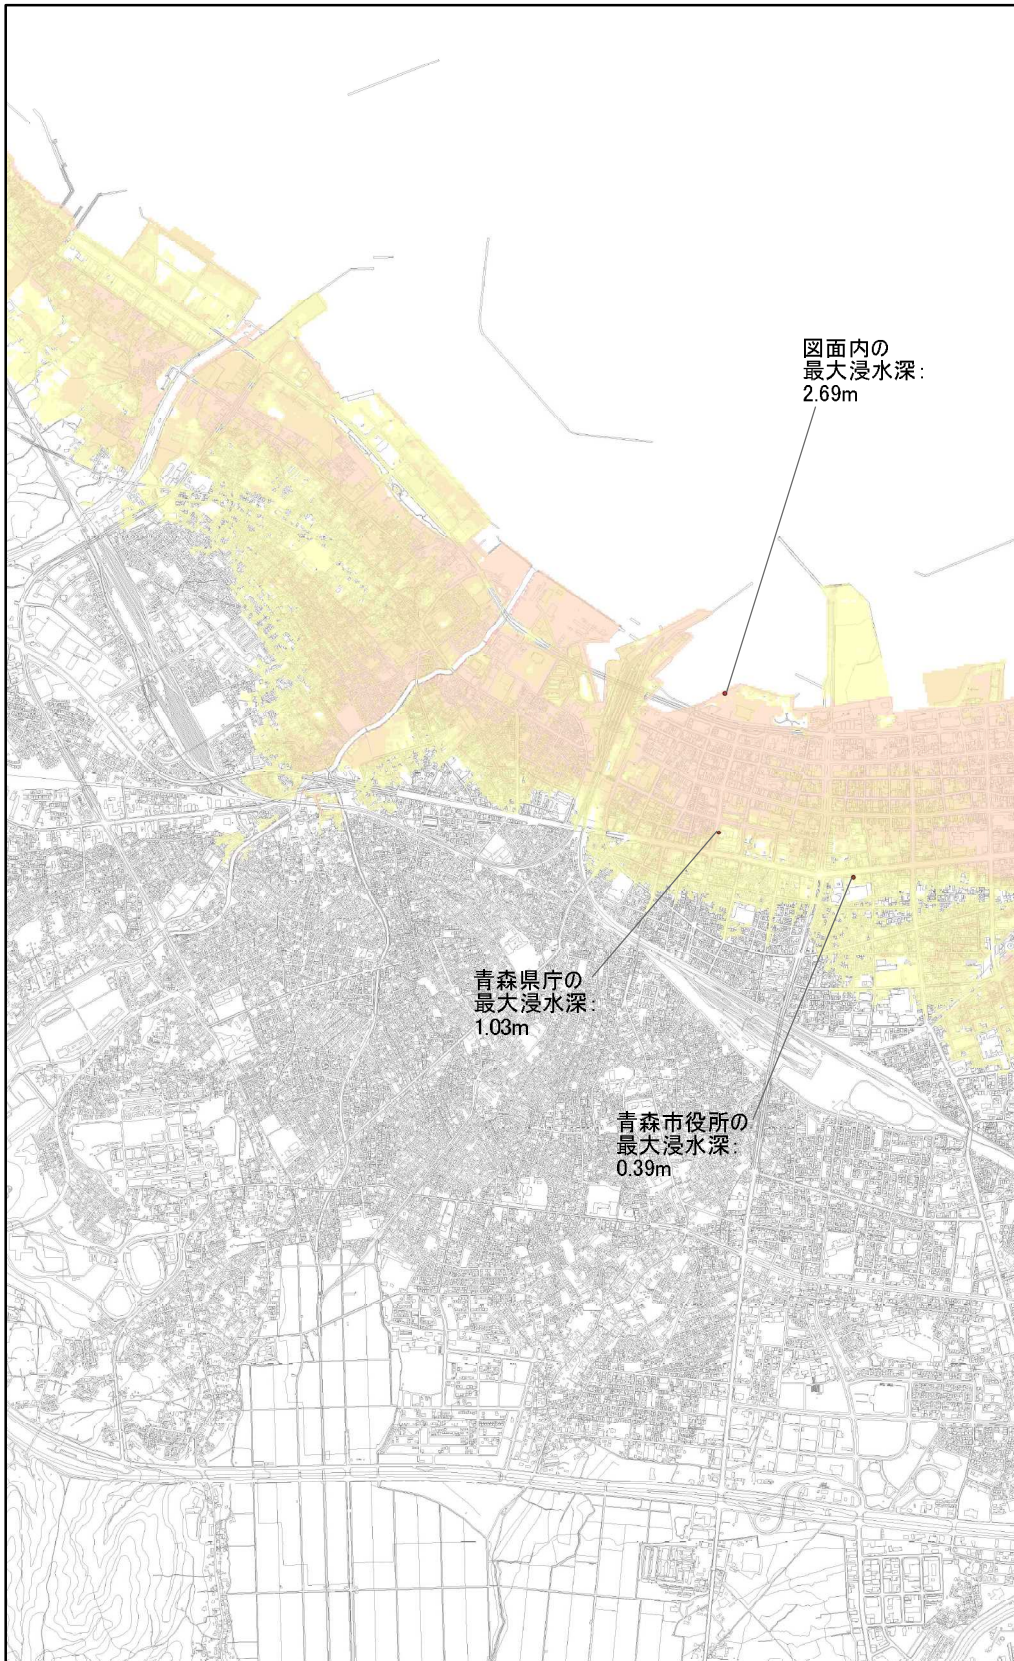 図面内の
最大浸水深：
2.69m
青森県庁の
最大浸水深：
1.03m
青森市役所の
最大浸水深：
0.39m